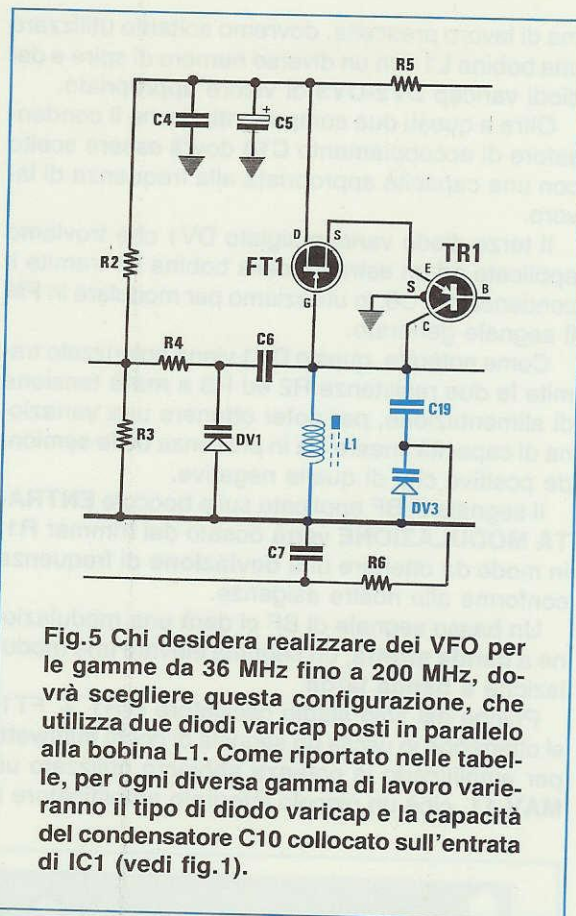 R5
C4
+
C5
R2
D
S
FT1
G
E
TR1
S
B
C
R4
C6
C19
R3
DV1
L1
DV3
C7
R6
Fig.5 Chi desidera realizzare dei VFO per
le gamme da 36 MHz fino a 200 MHz, do-
vrà scegliere questa configurazione, che
utilizza due diodi varicap posti in parallelo
alla bobina L1. Come riportato nelle tabel-
le, per ogni diversa gamma di lavoro varie-
ranno il tipo di diodo varicap e la capacità
del condensatore C10 collocato sull'entrata
di IC1 (vedi fig.1).